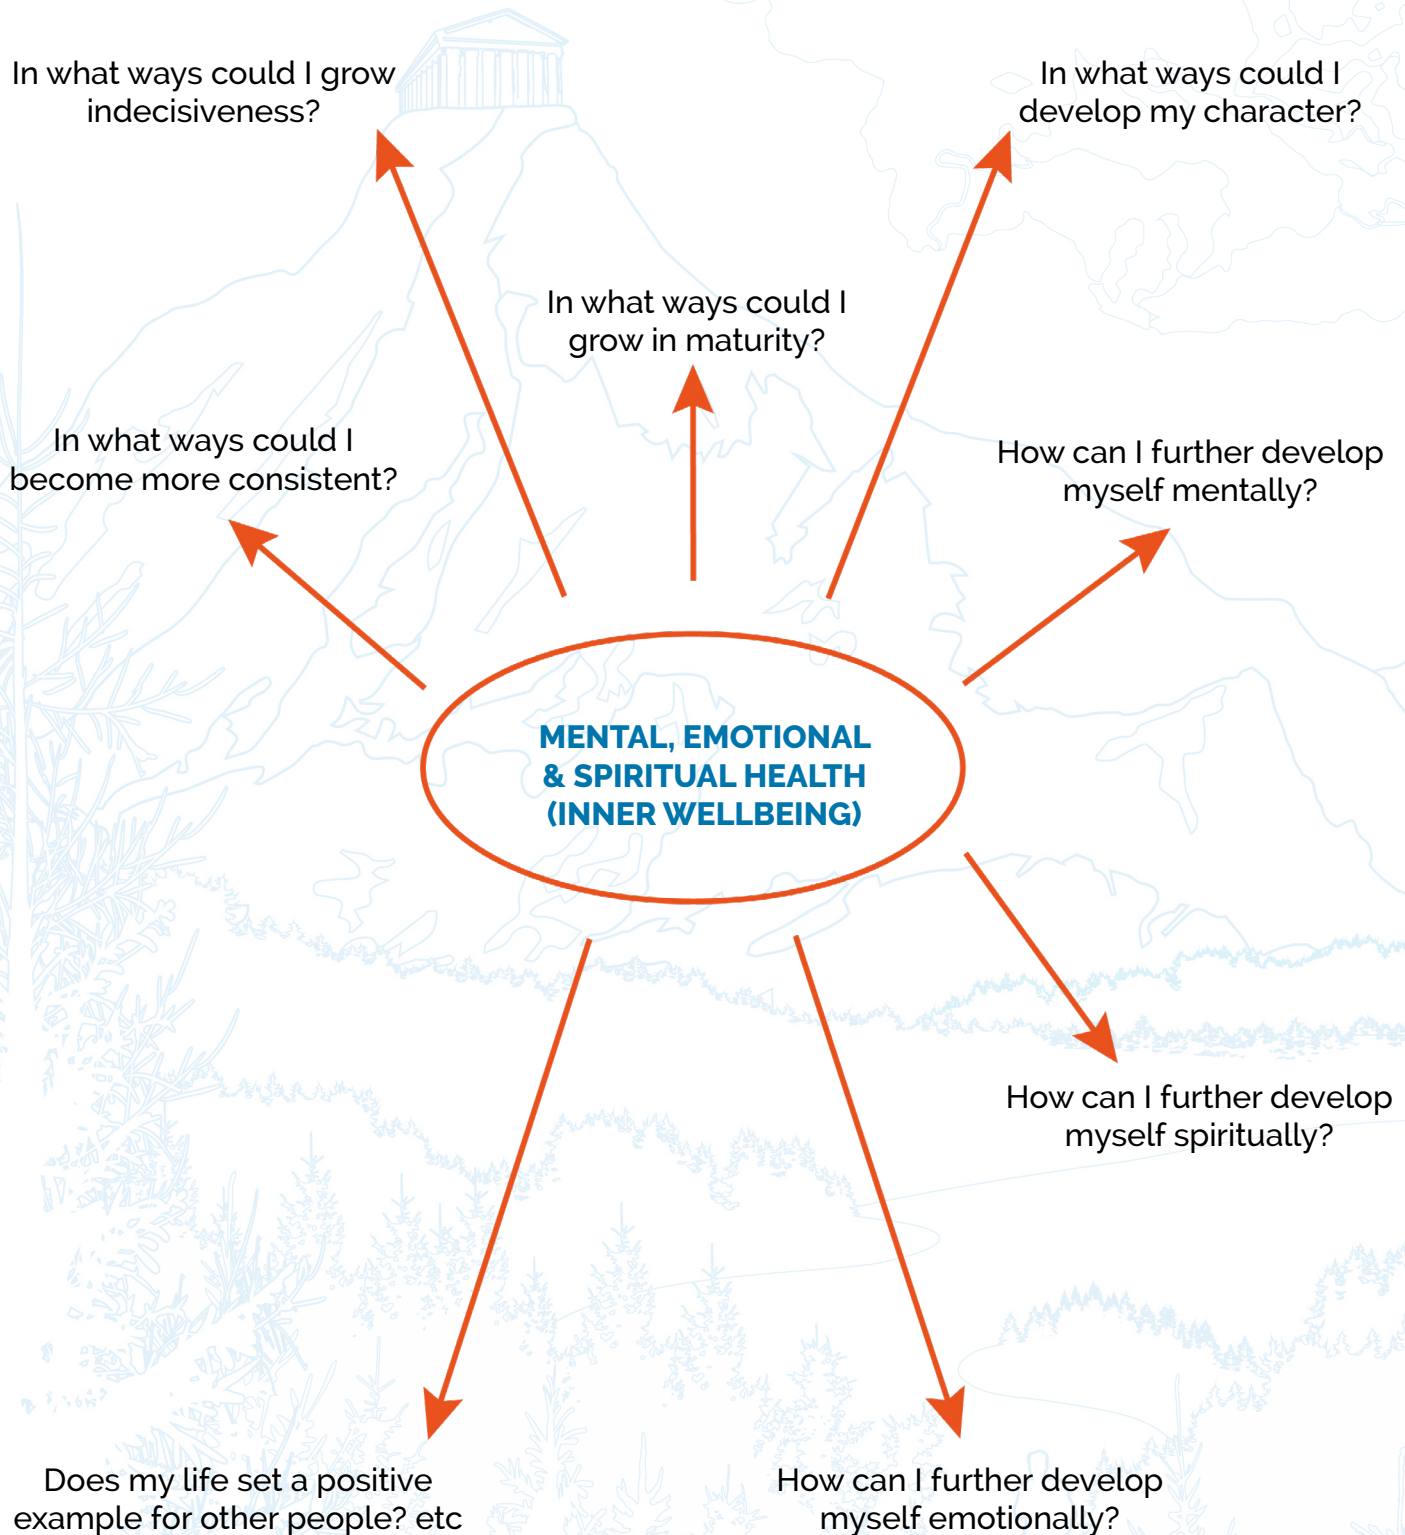 In what ways could I grow
indecisiveness?
In what ways could I
develop my character?
In what ways could I
grow in maturity?
In what ways could I
become more consistent?
How can I further develop
myself mentally?
MENTAL, EMOTIONAL
& SPIRITUAL HEALTH
(INNER WELLBEING)
How can I further develop
myself spiritually?
Does my life set a positive
example for other people? etc
How can I further develop
myself emotionally?